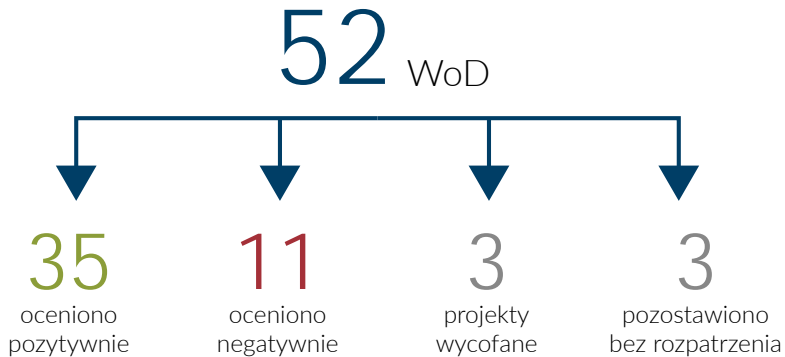 52 WoD
35 11 3 3
oceniono oceniono projekty pozostawiono
pozytywnie negatywnie wycofane bez rozpatrzenia